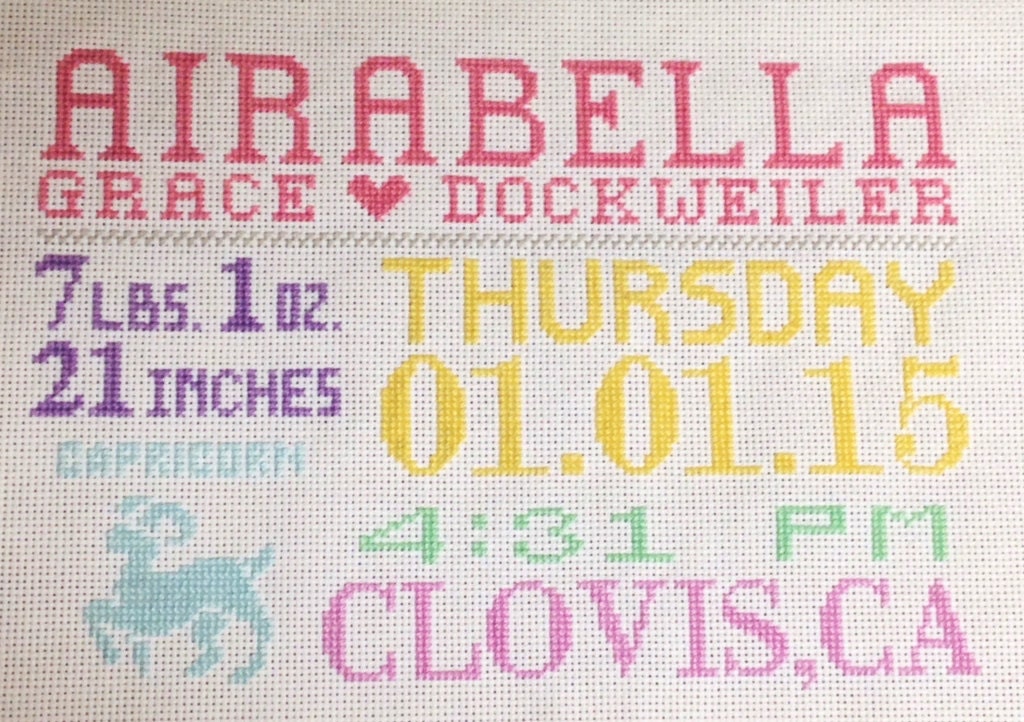 AIRABELLA
GRACE ♥ DOCKWEILER
7 LBS. 1 OZ.
21 INCHES
CAPRICORN
THURSDAY
01.01.15
4:31 PM
CLOVIS,CA